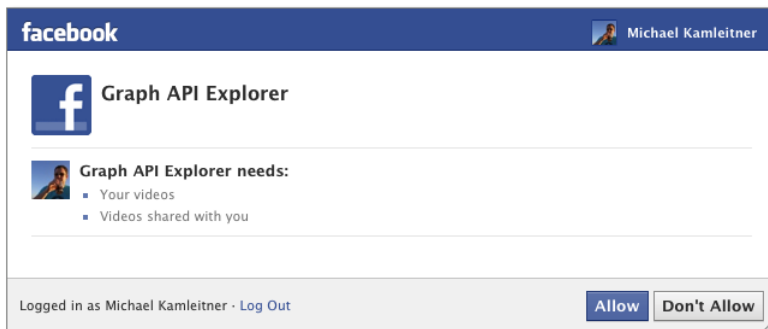 facebook
Michael Kamleitner
Graph API Explorer
Graph API Explorer needs:
Your videos
Videos shared with you
Logged in as Michael Kamleitner · Log Out
Allow
Don't Allow